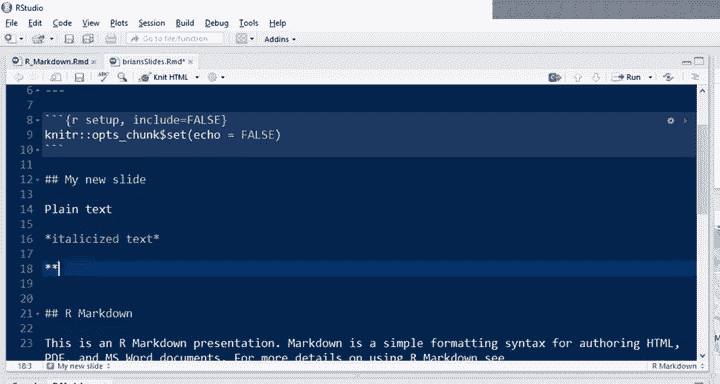 RStudio
File Edit Code View Plots Session Build Debug Tools Help
Go to file/function Addins
R_Markdown.Rmd briansSlides.Rmd*
ABC Knit HTML Run
6 ---
7
8 ```{r setup, include=FALSE}
9 knitr::opts_chunk$set(echo = FALSE)
10 ```
11
12 ## My new slide
13
14 Plain text
15
16 *italicized text*
17
18 **
19
20
21 ## R Markdown
22
23 This is an R Markdown presentation. Markdown is a simple formatting syntax for authoring HTML,
PDF, and MS Word documents. For more details on using R Markdown see
18:3 My new slide R Markdown